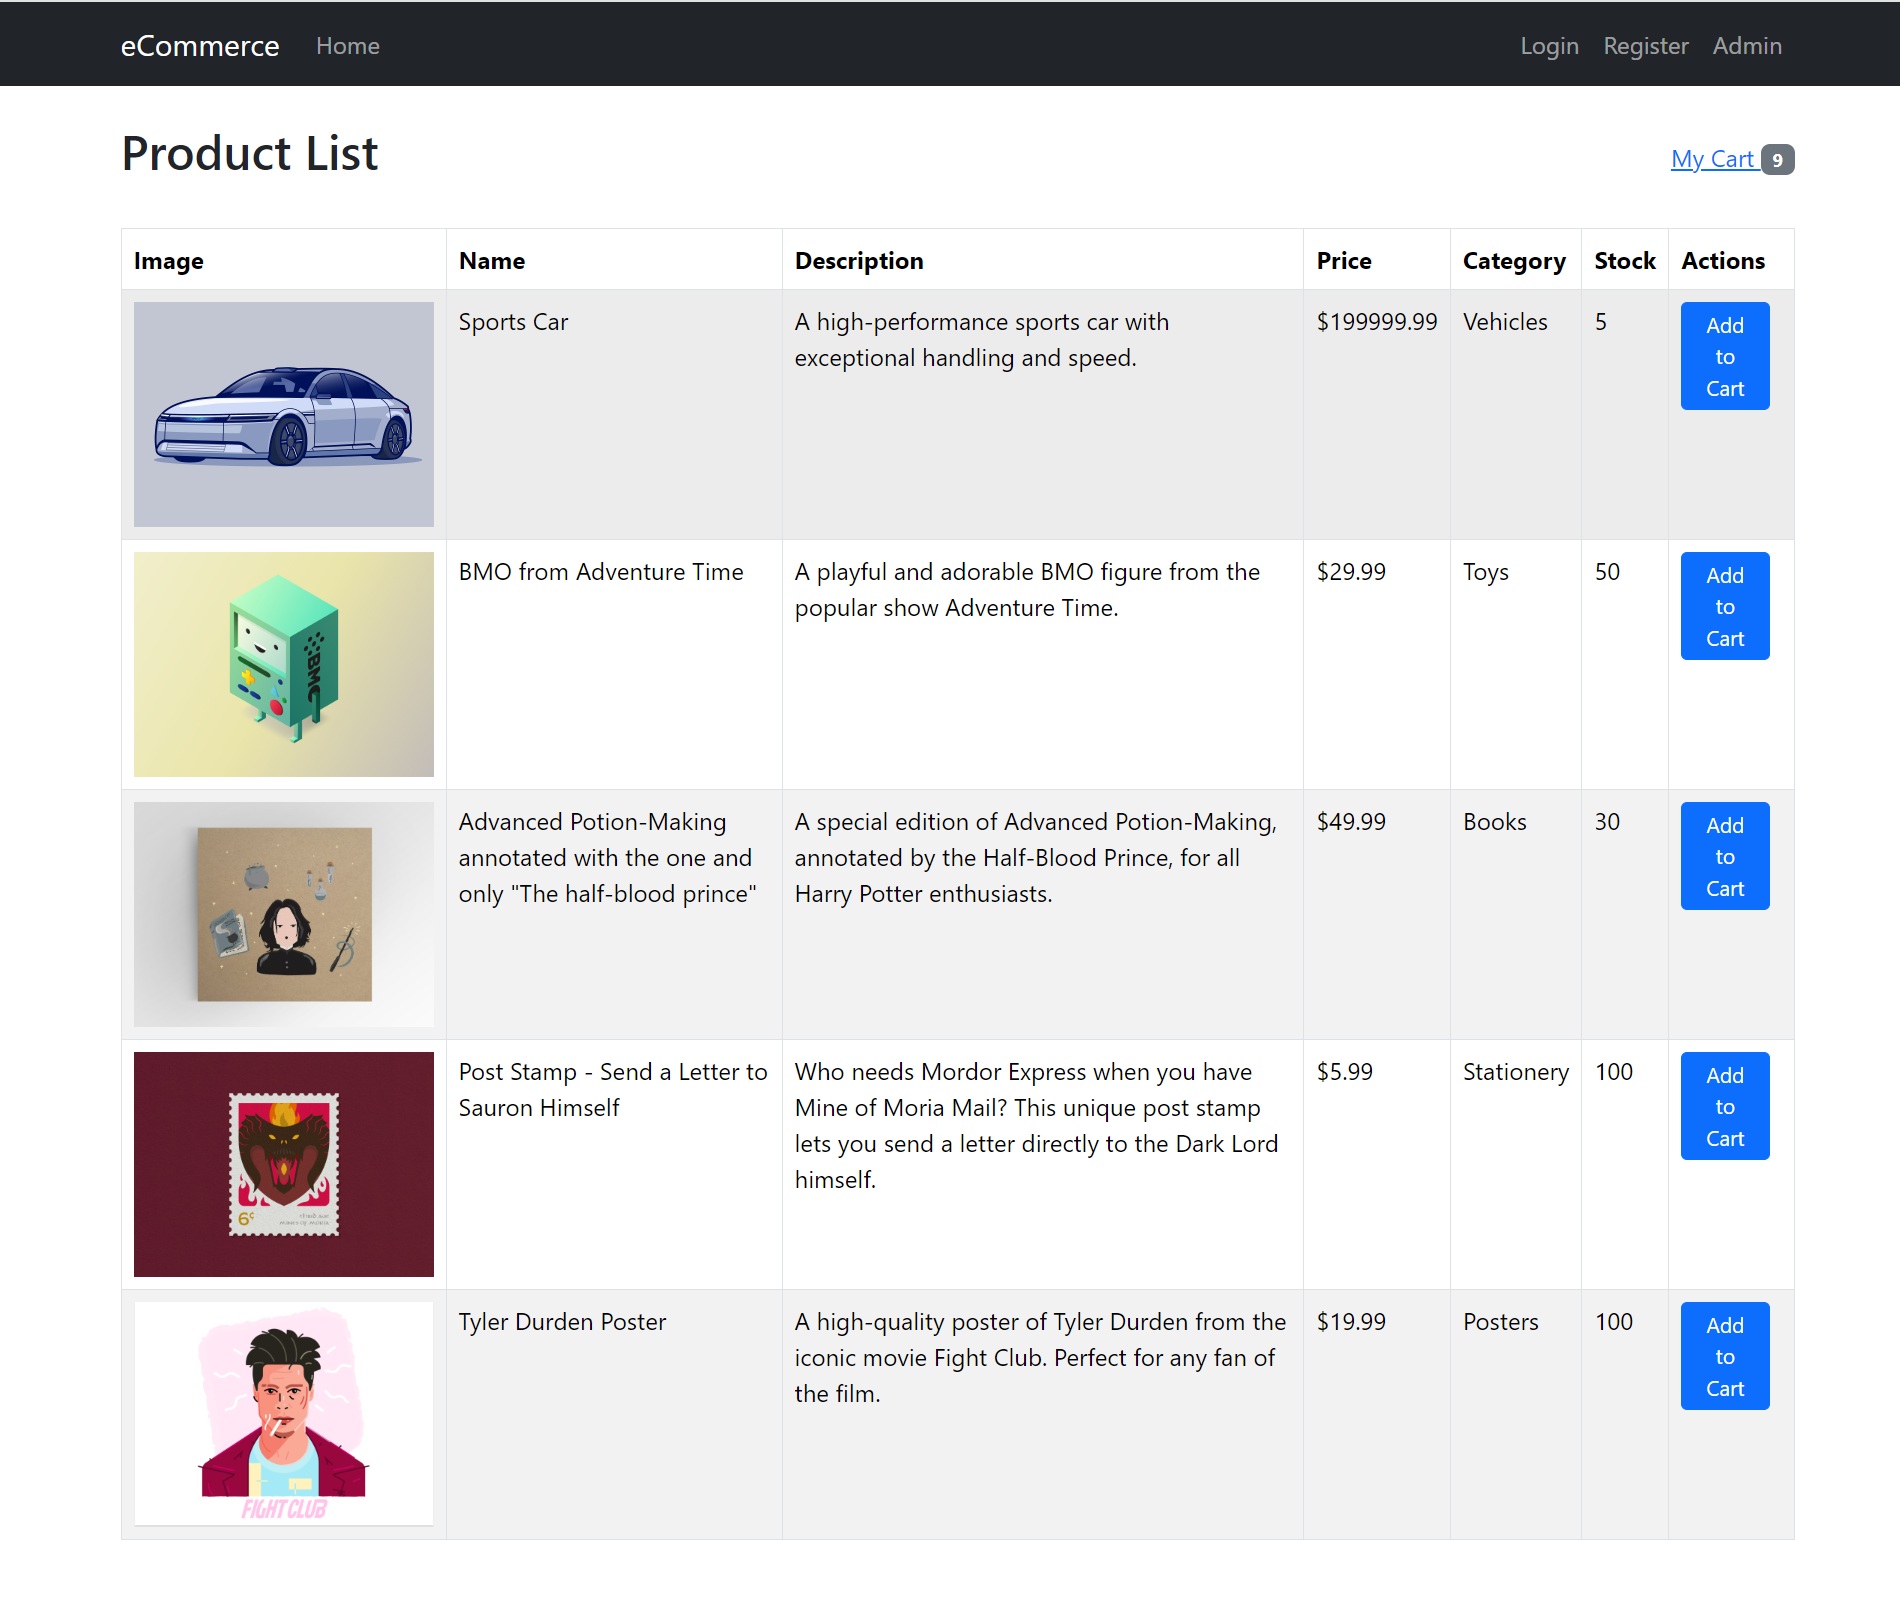 eCommerce Home Login Register Admin
Product List
My Cart 9
Image Name Description Price Category Stock Actions
Sports Car
A high-performance sports car with
exceptional handling and speed.
$199999.99
Vehicles
5
Add
to
Cart
BMO from Adventure Time
A playful and adorable BMO figure from the
popular show Adventure Time.
$29.99
Toys
50
Add
to
Cart
BMO
Advanced Potion-Making
annotated with the one and
only "The half-blood prince"
A special edition of Advanced Potion-Making,
annotated by the Half-Blood Prince, for all
Harry Potter enthusiasts.
$49.99
Books
30
Add
to
Cart
Post Stamp - Send a Letter to
Sauron Himself
Who needs Mordor Express when you have
Mine of Moria Mail? This unique post stamp
lets you send a letter directly to the Dark Lord
himself.
$5.99
Stationery
100
Add
to
Cart
6¢
Tyler Durden Poster
A high-quality poster of Tyler Durden from the
iconic movie Fight Club. Perfect for any fan of
the film.
$19.99
Posters
100
Add
to
Cart
FIGHT CLUB